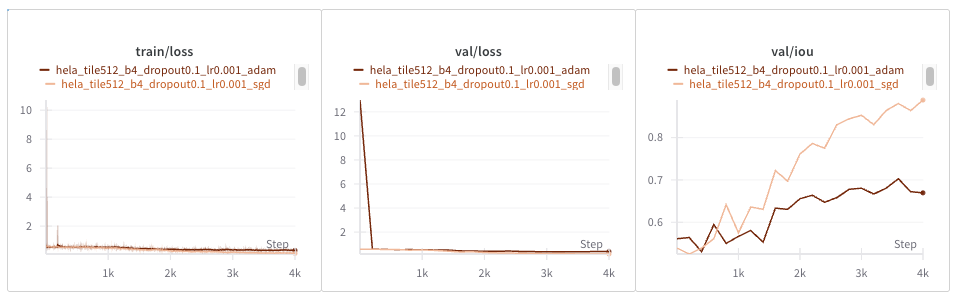 train/loss
hela_tile512_b4_dropout0.1_lr0.001_adam
hela_tile512_b4_dropout0.1_lr0.001_sgd
10
8
6
4
2
Step
1k
2k
3k
4k
val/loss
hela_tile512_b4_dropout0.1_lr0.001_adam
hela_tile512_b4_dropout0.1_lr0.001_sgd
12
10
8
6
4
2
Step
1k
2k
3k
4k
val/iou
hela_tile512_b4_dropout0.1_lr0.001_adam
hela_tile512_b4_dropout0.1_lr0.001_sgd
0.8
0.7
0.6
Step
1k
2k
3k
4k